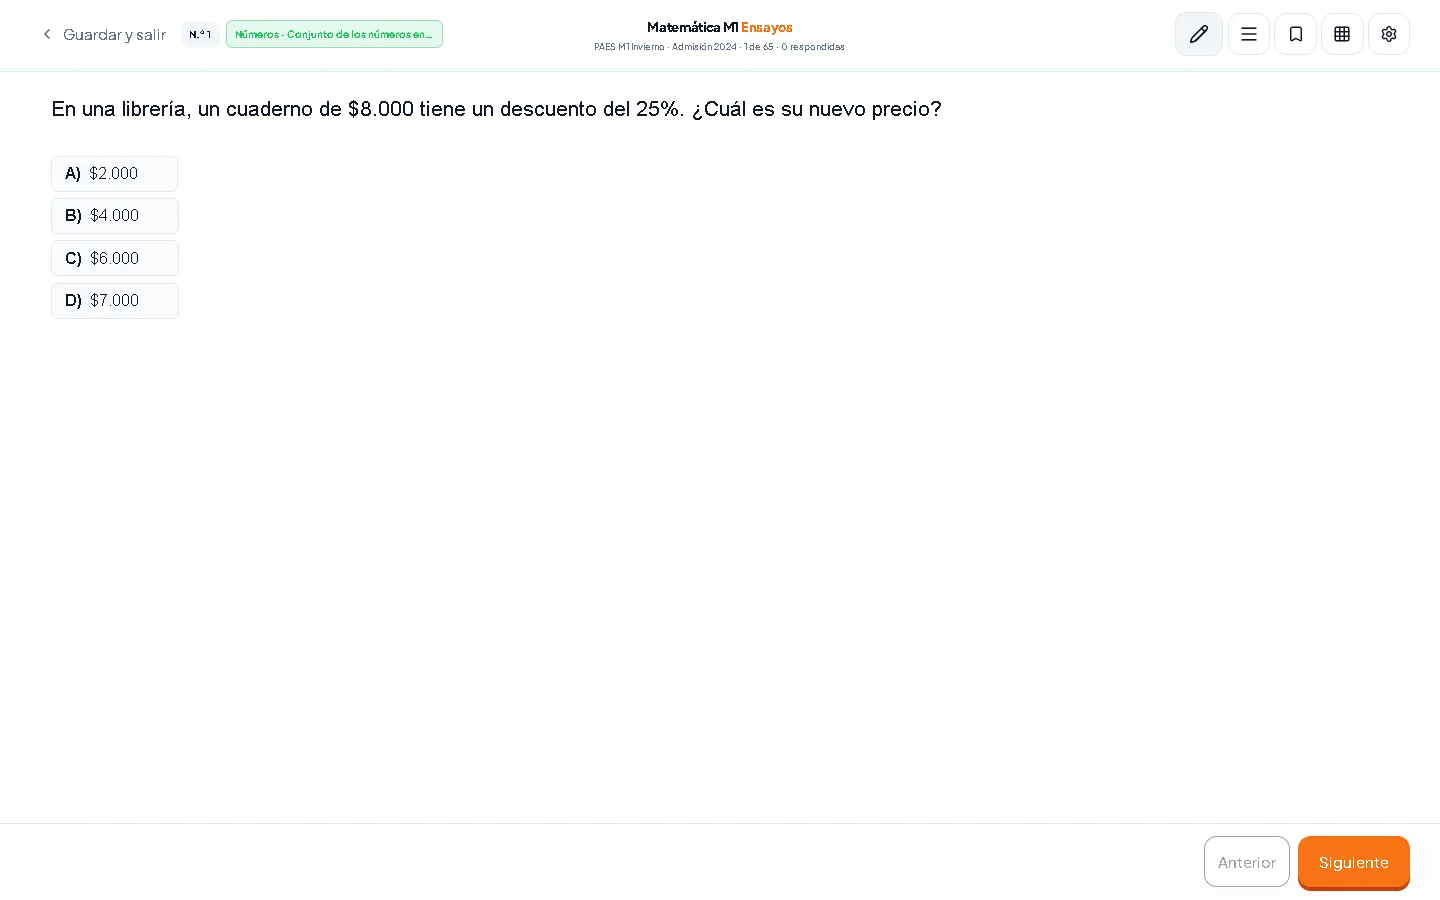 Guardar y salir
N.° 1
Números - Conjunto de los números en...
Matemática M1 Ensayos
PAES M1 Invierno · Admisión 2024 · 1 de 65 · 0 respondidas
En una librería, un cuaderno de $8.000 tiene un descuento del 25%. ¿Cuál es su nuevo precio?
A) $2.000
B) $4.000
C) $6.000
D) $7.000
Anterior
Siguiente